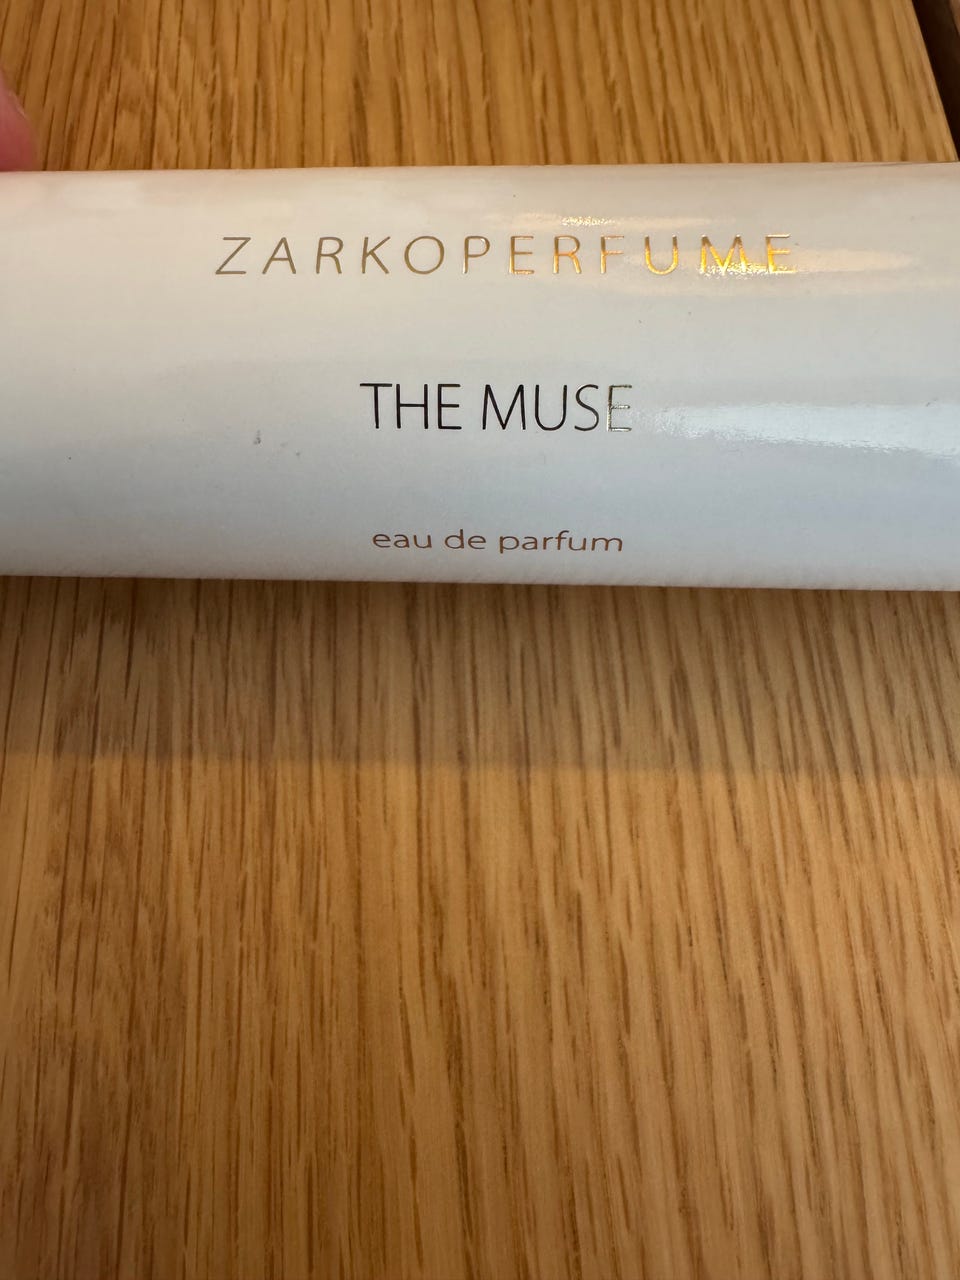 ZARKOPERFUME
THE MUSE
eau de parfum